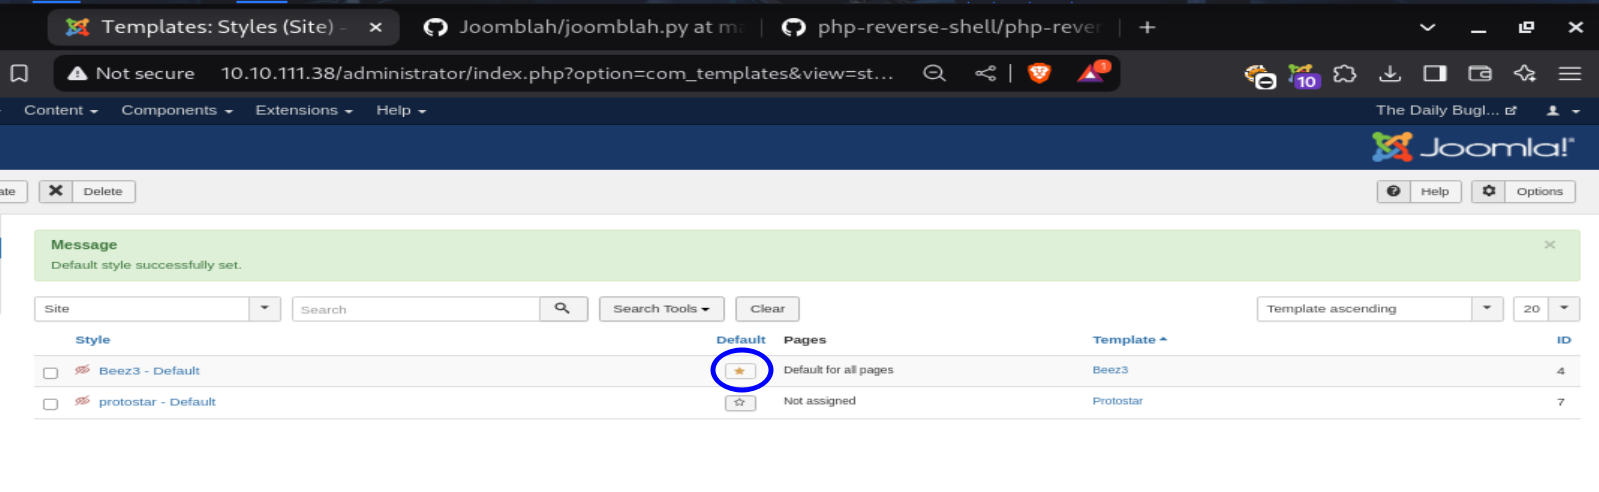 Templates: Styles (Site) - × Joomblah/joomblah.py at ma php-reverse-shell/php-rever +
Not secure 10.10.111.38/administrator/index.php?option=com_templates&view=st... 1 10
Content Components Extensions Help The Daily Bugl...
Joomla!
ate Delete Help Options
Message ×
Default style successfully set.
Site Search Search Tools Clear Template ascending 20
Style Default Pages Template ID
Beez3 - Default Default for all pages Beez3 4
protostar - Default Not assigned Protostar 7